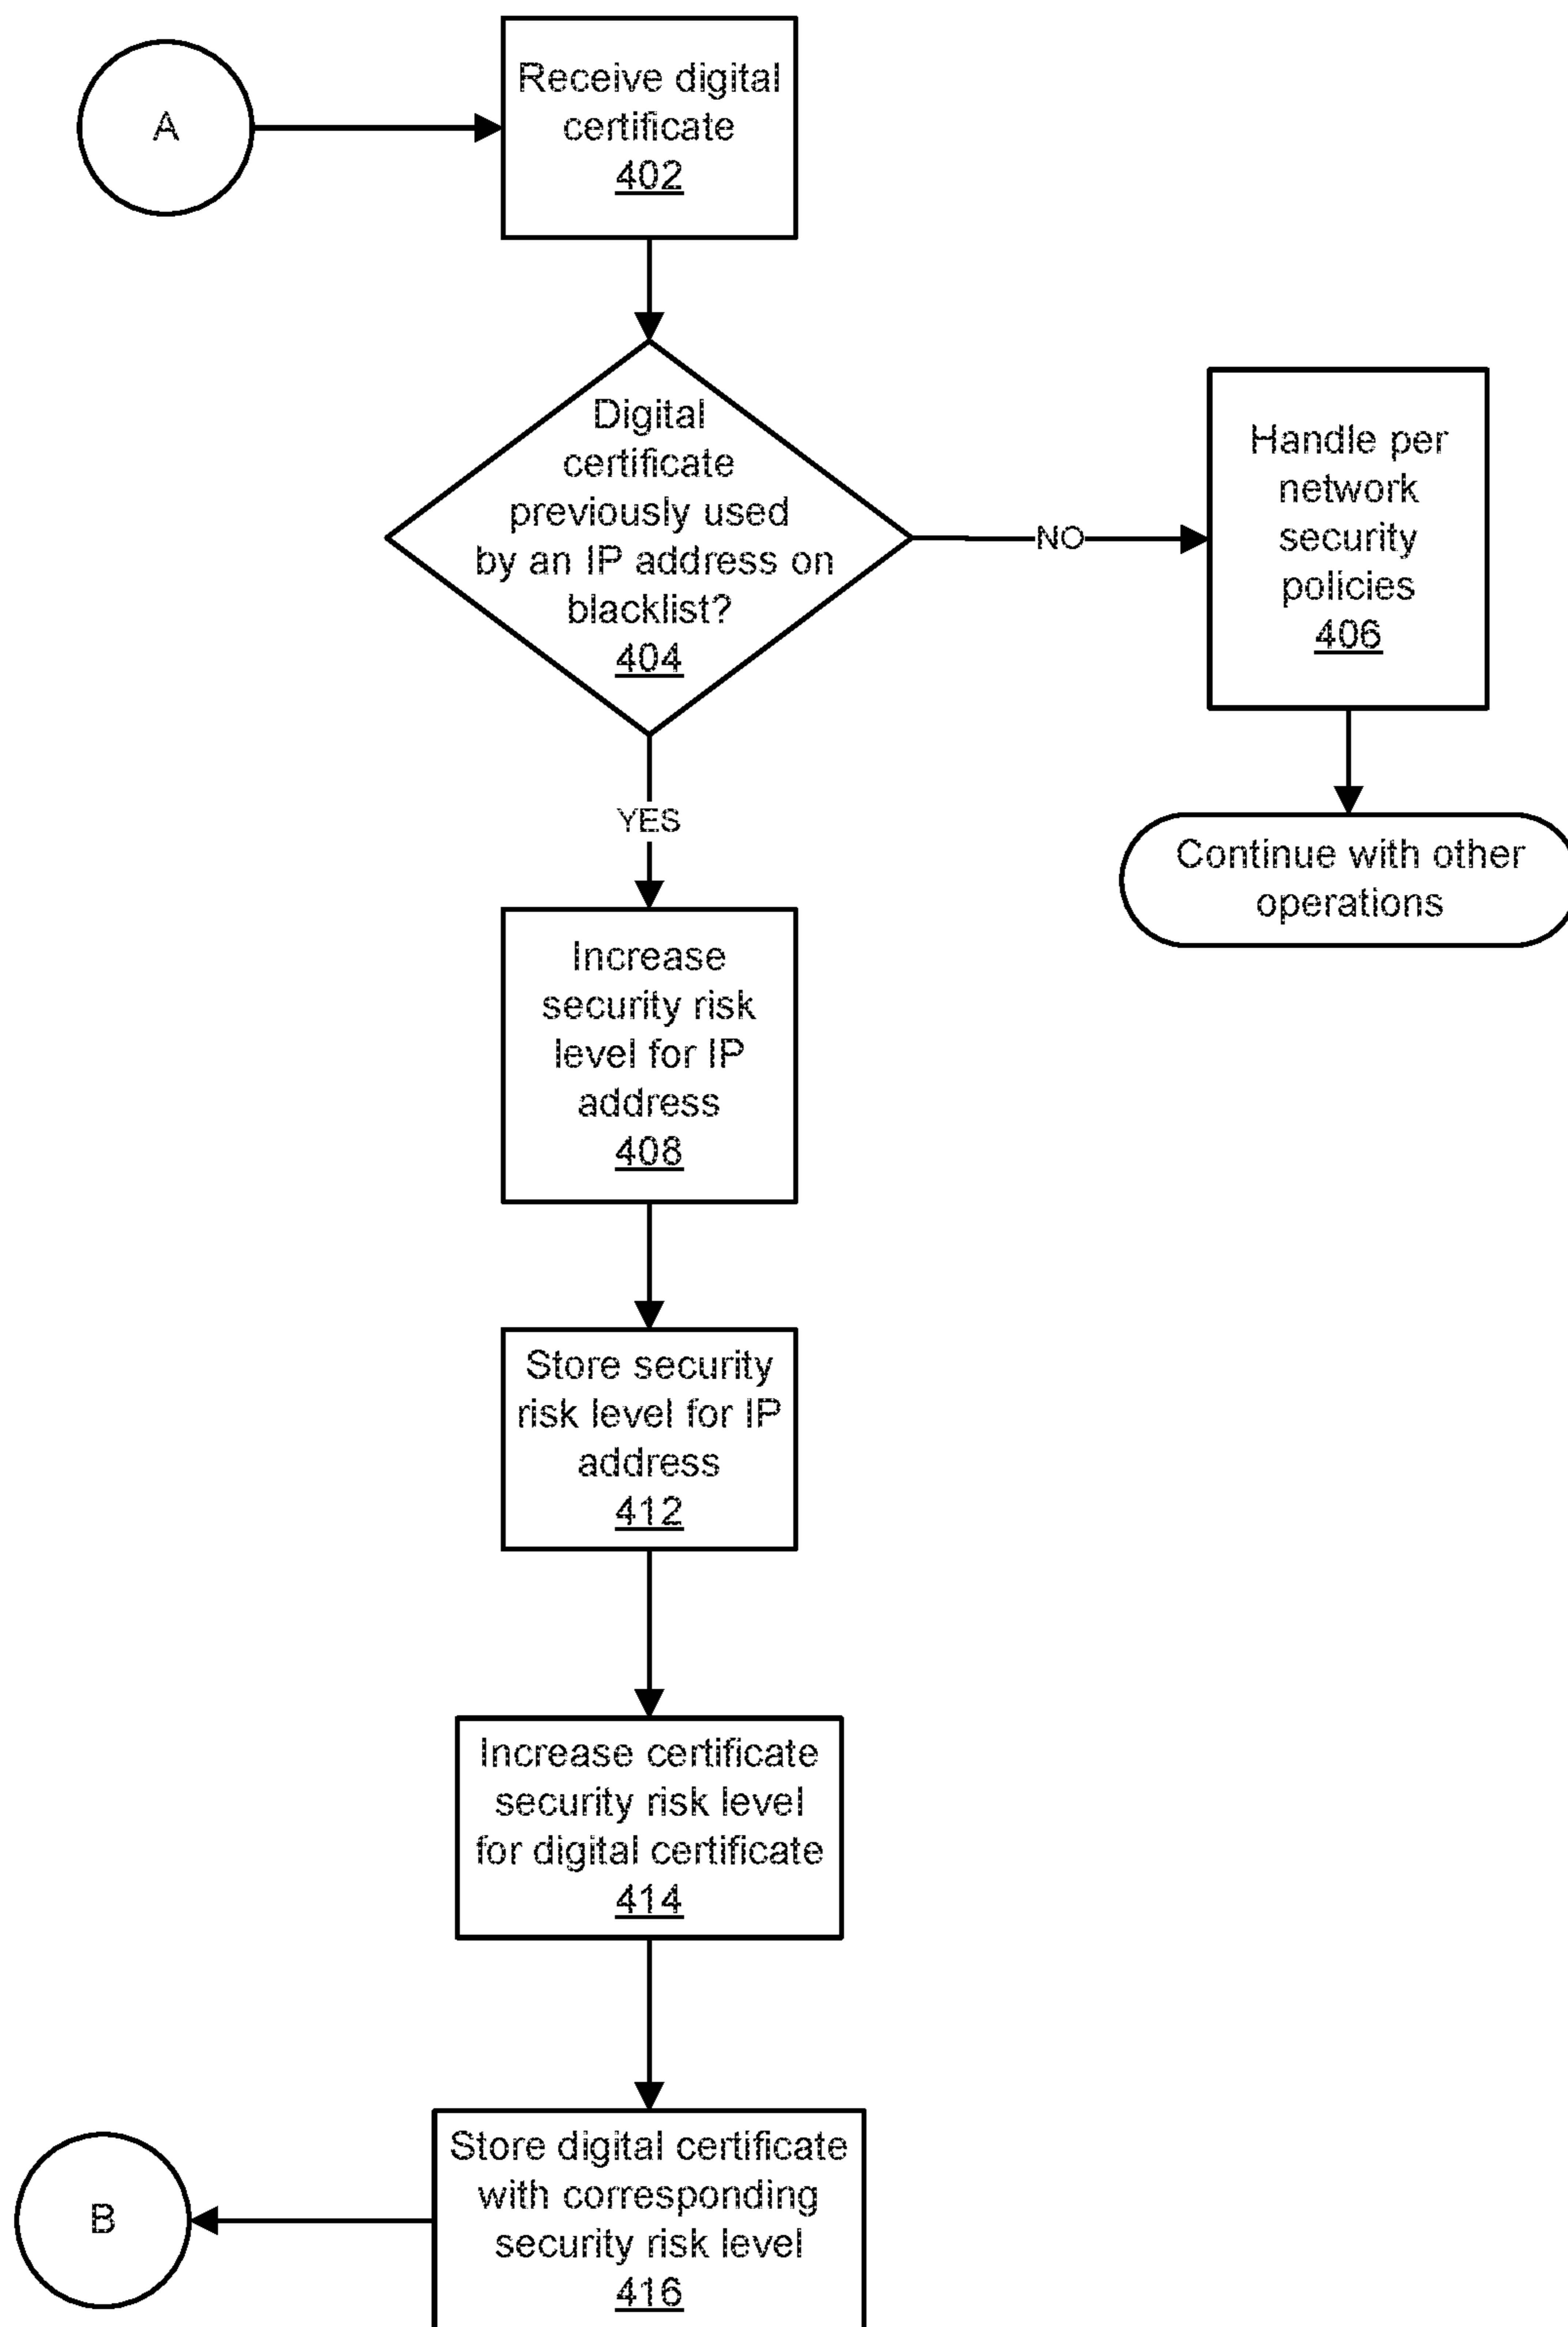 A
Receive digital
certificate
402
Digital
certificate
previously used
by an IP address on
blacklist?
404
NO
Handle per
network
security
policies
406
Continue with other
operations
YES
Increase
security risk
level for IP
address
408
Store security
risk level for IP
address
412
Increase certificate
security risk level
for digital certificate
414
Store digital certificate
with corresponding
security risk level
416
B